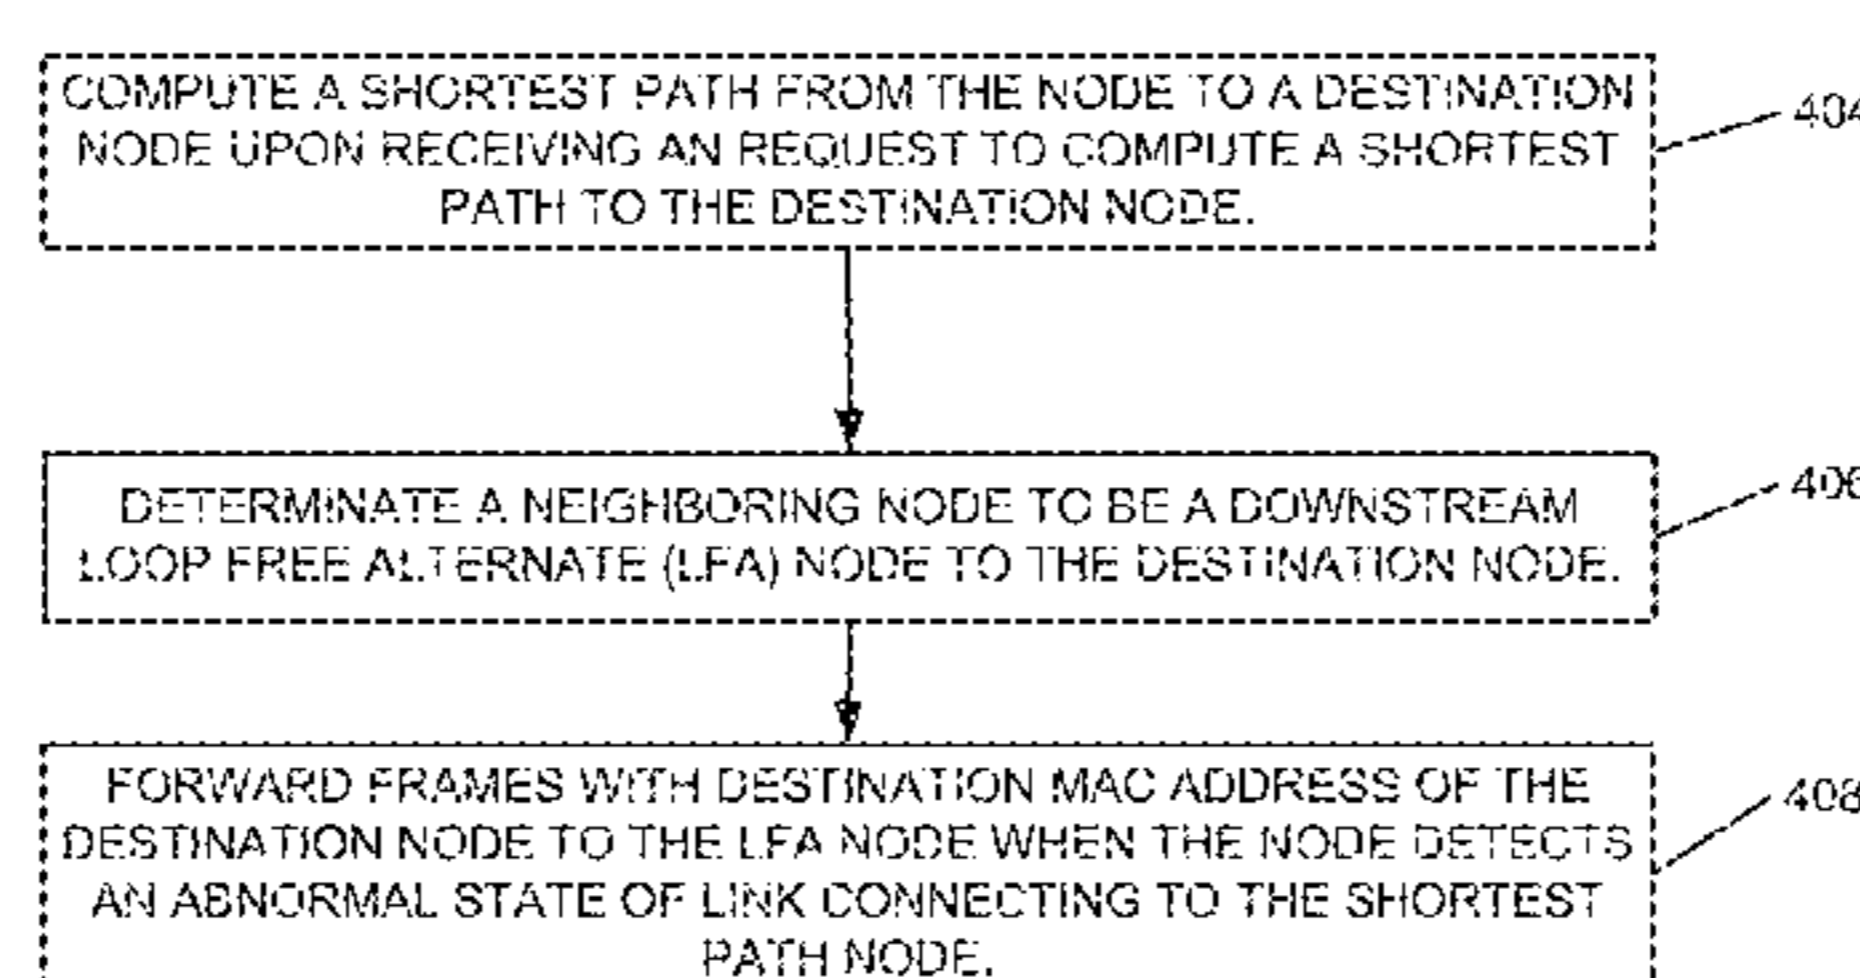 COMPUTE A SHORTEST PATH FROM THE NODE TO A DESTINATION
404
NODE UPON RECEIVING AN REQUEST TO COMPUTE A SHORTEST
PATH TO THE DESTINATION NODE.
DETERMINATE A NEIGHBORING NODE TO BE A DOWNSTREAM
406
LOOP FREE ALTERNATE (LFA) NODE TO THE DESTINATION NODE.
FORWARD FRAMES WITH DESTINATION MAC ADDRESS OF THE
408
DESTINATION NODE TO THE LFA NODE WHEN THE NODE DETECTS
AN ABNORMAL STATE OF LINK CONNECTING TO THE SHORTEST
PATH NODE.